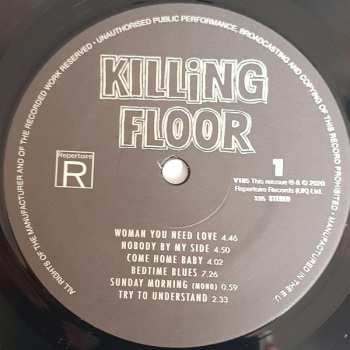 ALL RIGHTS OF THE MANUFACTURER AND OF THE RECORDED WORK RESERVED • UNAUTHORISED PUBLIC PERFORMANCE, BROADCASTING AND COPYING OF THIS RECORD PROHIBITED • MANUFACTURED IN THE E.U.
KILLiNG
FLOOR
Repertoire
R
1
V185 This reissue ℗ & © 2020
Repertoire Records (UK) Ltd.
33⅓ STEREO
WOMAN YOU NEED LOVE 4.46
NOBODY BY MY SIDE 4.50
COME HOME BABY 4.02
BEDTIME BLUES 7.26
SUNDAY MORNING (MONO) 0.59
TRY TO UNDERSTAND 2.33